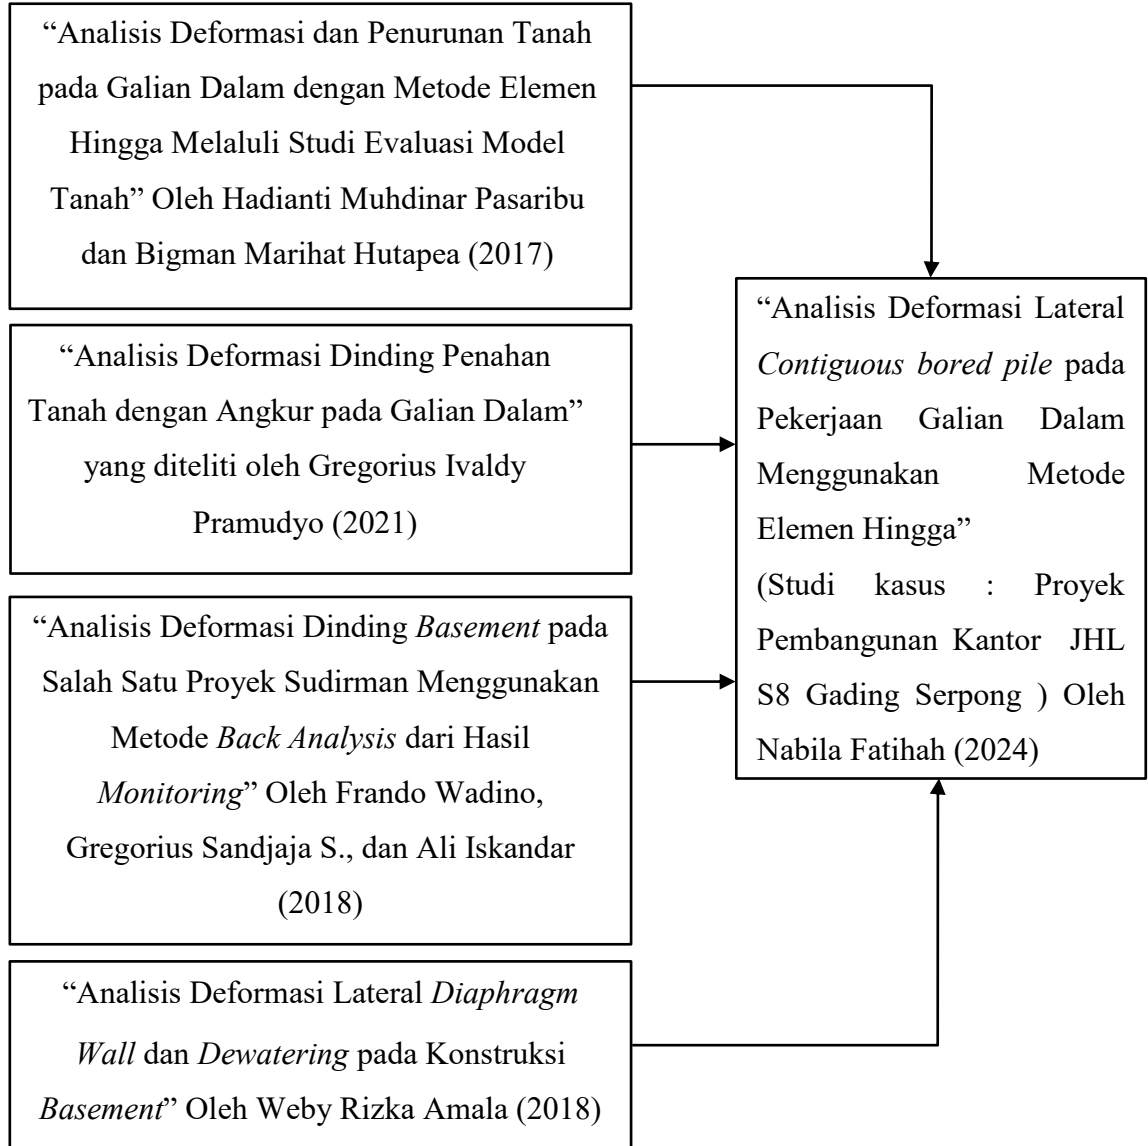 “Analisis Deformasi dan Penurunan Tanah
pada Galian Dalam dengan Metode Elemen
Hingga Melaluli Studi Evaluasi Model
Tanah” Oleh Hadianti Muhdinar Pasaribu
dan Bigman Marihat Hutapea (2017)
“Analisis Deformasi Dinding Penahan
Tanah dengan Angkur pada Galian Dalam”
yang diteliti oleh Gregorius Ivaldy
Pramudyo (2021)
“Analisis Deformasi Dinding Basement pada
Salah Satu Proyek Sudirman Menggunakan
Metode Back Analysis dari Hasil
Monitoring” Oleh Frando Wadino,
Gregorius Sandjaja S., dan Ali Iskandar
(2018)
“Analisis Deformasi Lateral Diaphragm
Wall dan Dewatering pada Konstruksi
Basement” Oleh Weby Rizka Amala (2018)
“Analisis Deformasi Lateral
Contiguous bored pile pada
Pekerjaan Galian Dalam
Menggunakan Metode
Elemen Hingga”
(Studi kasus : Proyek
Pembangunan Kantor JHL
S8 Gading Serpong ) Oleh
Nabila Fatihah (2024)